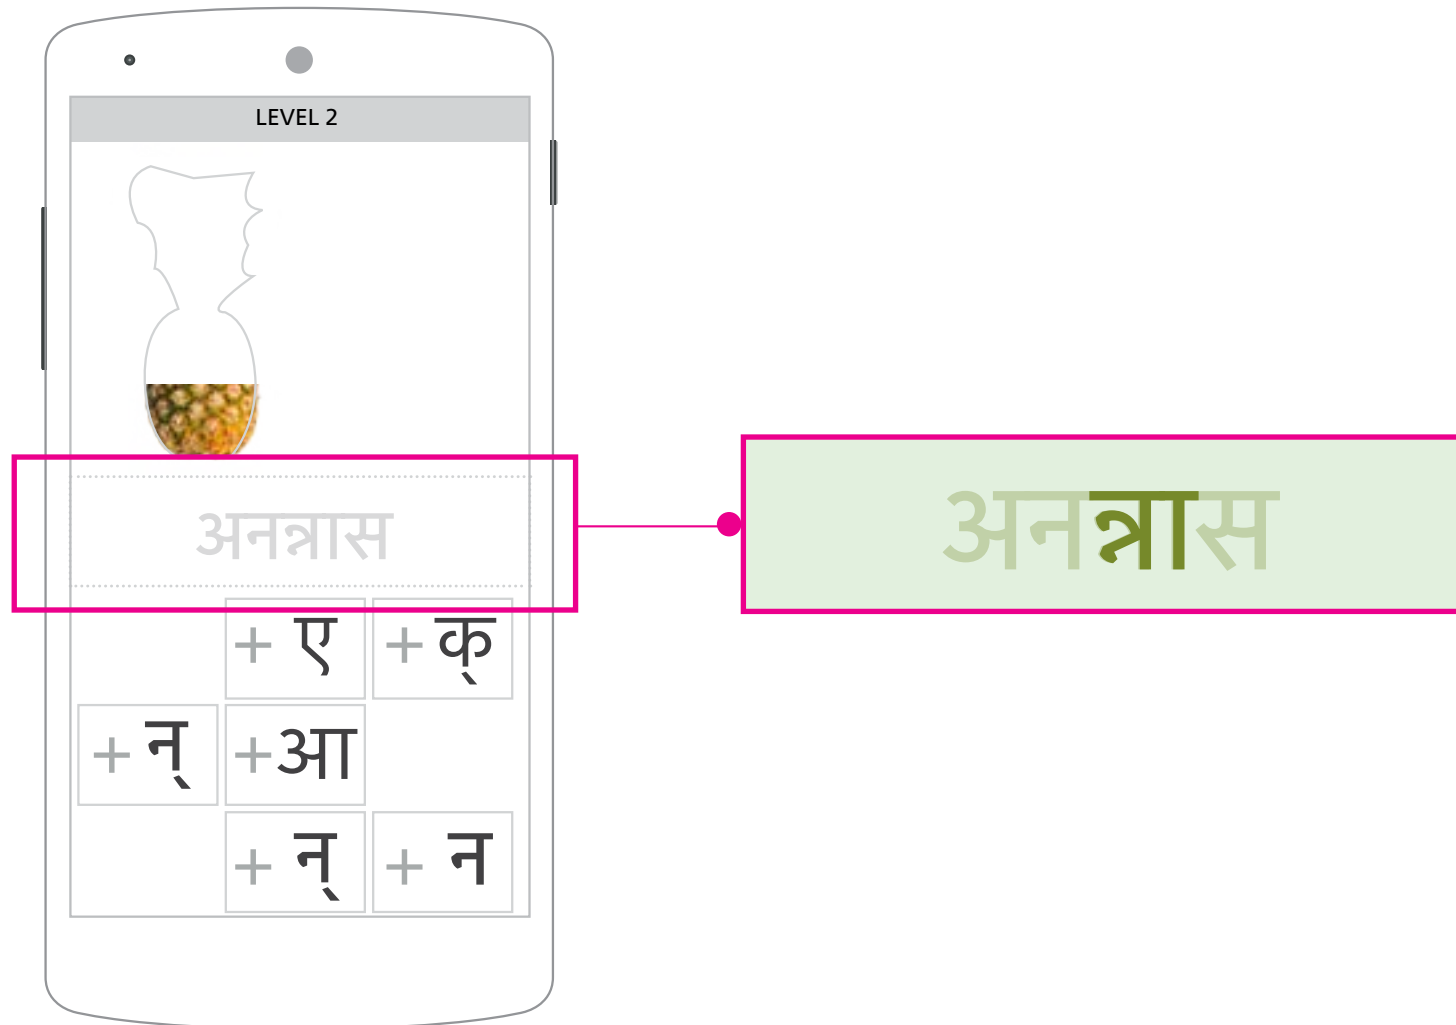 LEVEL 2
अनन्नास
अनन्नास
+ ए + क्
+ न् + आ
+ न् + न